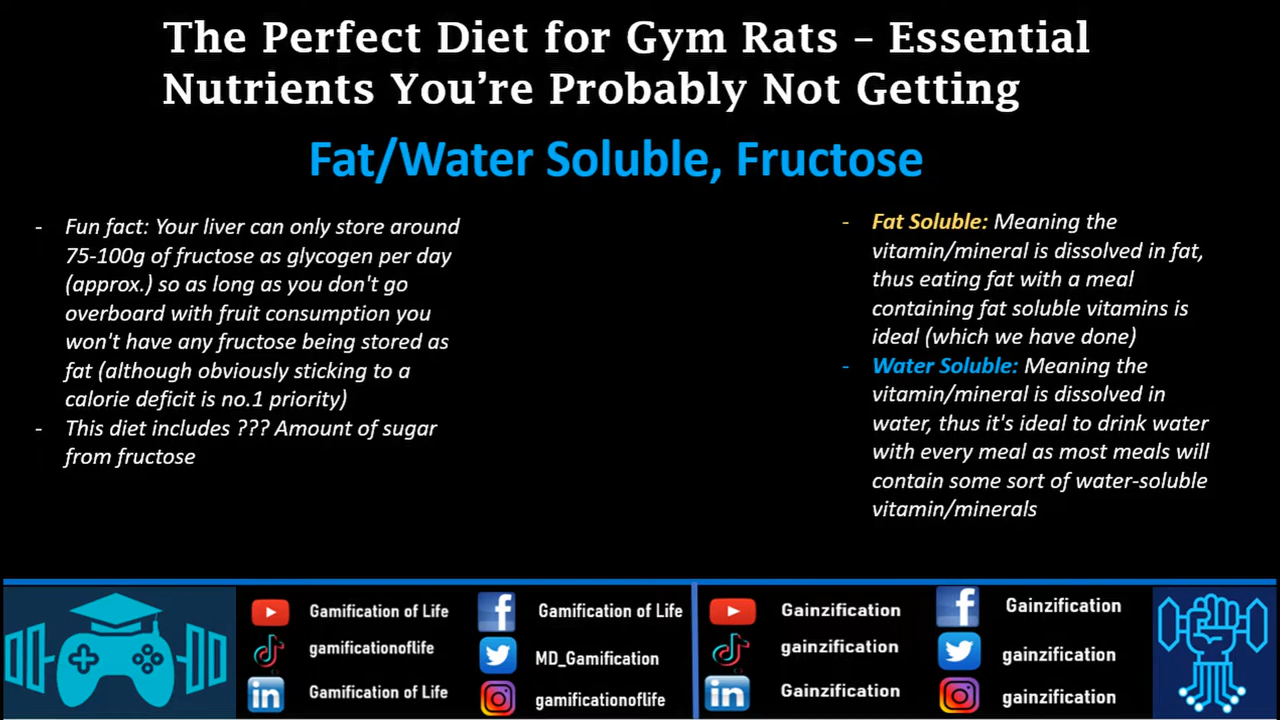 The Perfect Diet for Gym Rats – Essential
Nutrients You're Probably Not Getting
Fat/Water Soluble, Fructose
- Fun fact: Your liver can only store around
75-100g of fructose as glycogen per day
(approx.) so as long as you don't go
overboard with fruit consumption you
won't have any fructose being stored as
fat (although obviously sticking to a
calorie deficit is no.1 priority)
- This diet includes ??? Amount of sugar
from fructose
- Fat Soluble: Meaning the
vitamin/mineral is dissolved in fat,
thus eating fat with a meal
containing fat soluble vitamins is
ideal (which we have done)
- Water Soluble: Meaning the
vitamin/mineral is dissolved in
water, thus it's ideal to drink water
with every meal as most meals will
contain some sort of water-soluble
vitamin/minerals
Gamification of Life
gamificationoflife
in Gamification of Life
f Gamification of Life
MD_Gamification
gamificationoflife
Gainzification
gainzification
in Gainzification
f Gainzification
gainzification
gainzification